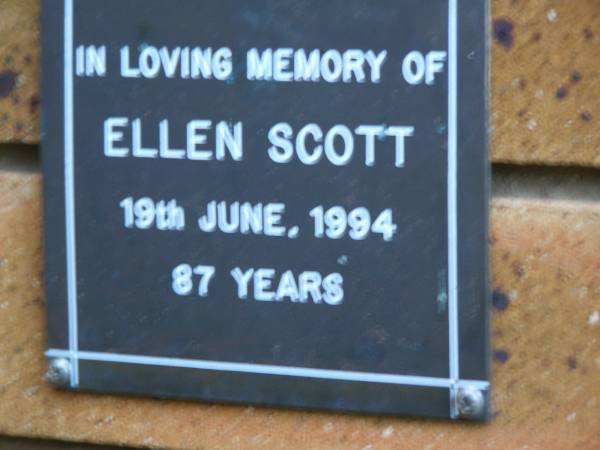 IN LOVING MEMORY OF
ELLEN SCOTT
19th JUNE, 1994
87 YEARS